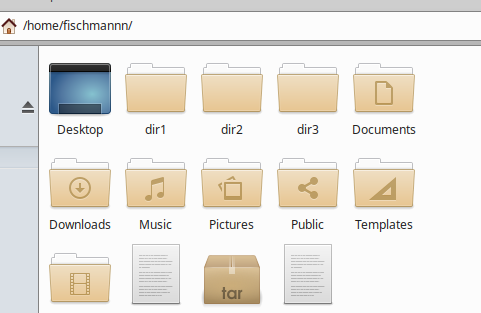 /home/fischmannn/
Desktop
dir1
dir2
dir3
Documents
Downloads
Music
Pictures
Public
Templates
tar